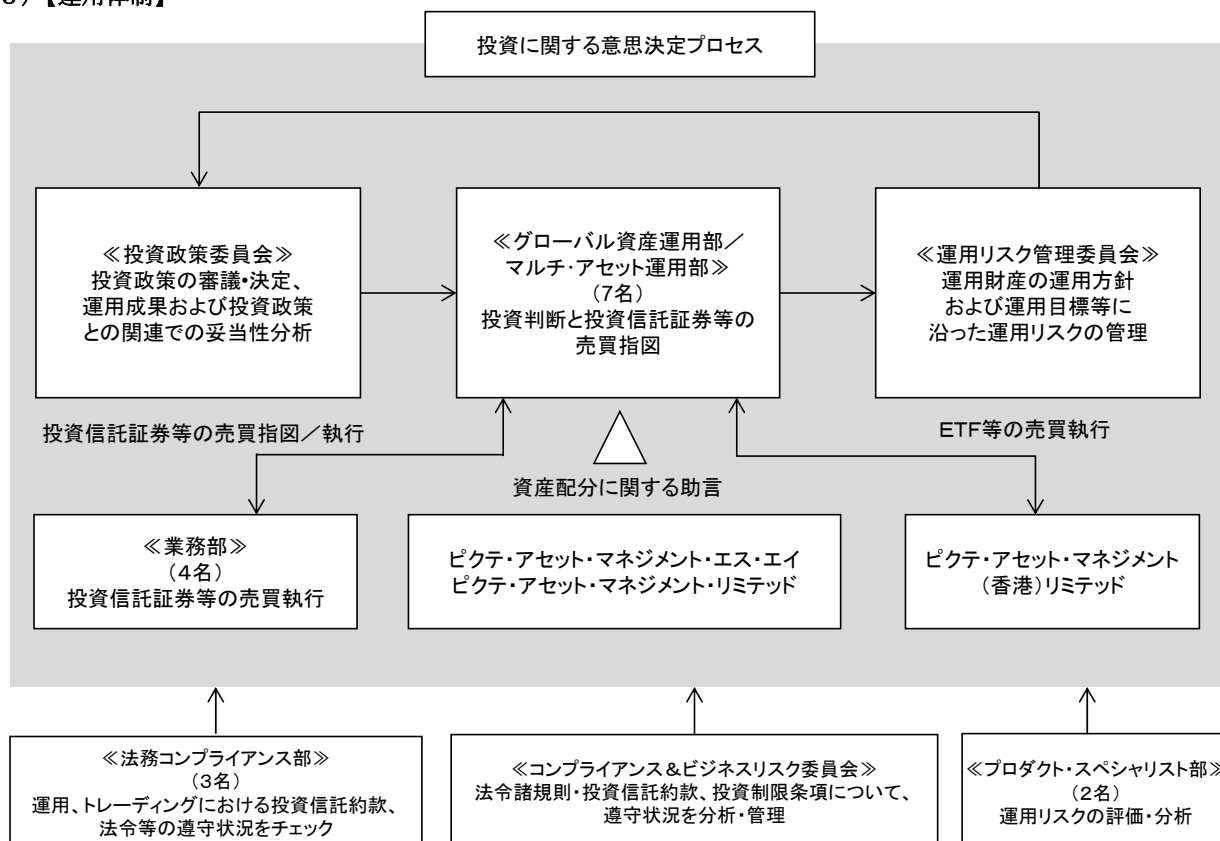 3）【運用体制】
投資に関する意思決定プロセス
≪投資政策委員会≫
投資政策の審議・決定、
運用成果および投資政策
との関連での妥当性分析
≪グローバル資産運用部／
マルチ・アセット運用部≫
（7名）
投資判断と投資信託証券等の
売買指図
≪運用リスク管理委員会≫
運用財産の運用方針
および運用目標等に
沿った運用リスクの管理
投資信託証券等の売買指図／執行
ETF等の売買執行
資産配分に関する助言
≪業務部≫
（4名）
投資信託証券等の売買執行
ピクテ・アセット・マネジメント・エス・エイ
ピクテ・アセット・マネジメント・リミテッド
ピクテ・アセット・マネジメント
（香港）リミテッド
≪法務コンプライアンス部≫
（3名）
運用、トレーディングにおける投資信託約款、
法令等の遵守状況をチェック
≪コンプライアンス＆ビジネスリスク委員会≫
法令諸規則・投資信託約款、投資制限条項について、
遵守状況を分析・管理
≪プロダクト・スペシャリスト部≫
（2名）
運用リスクの評価・分析